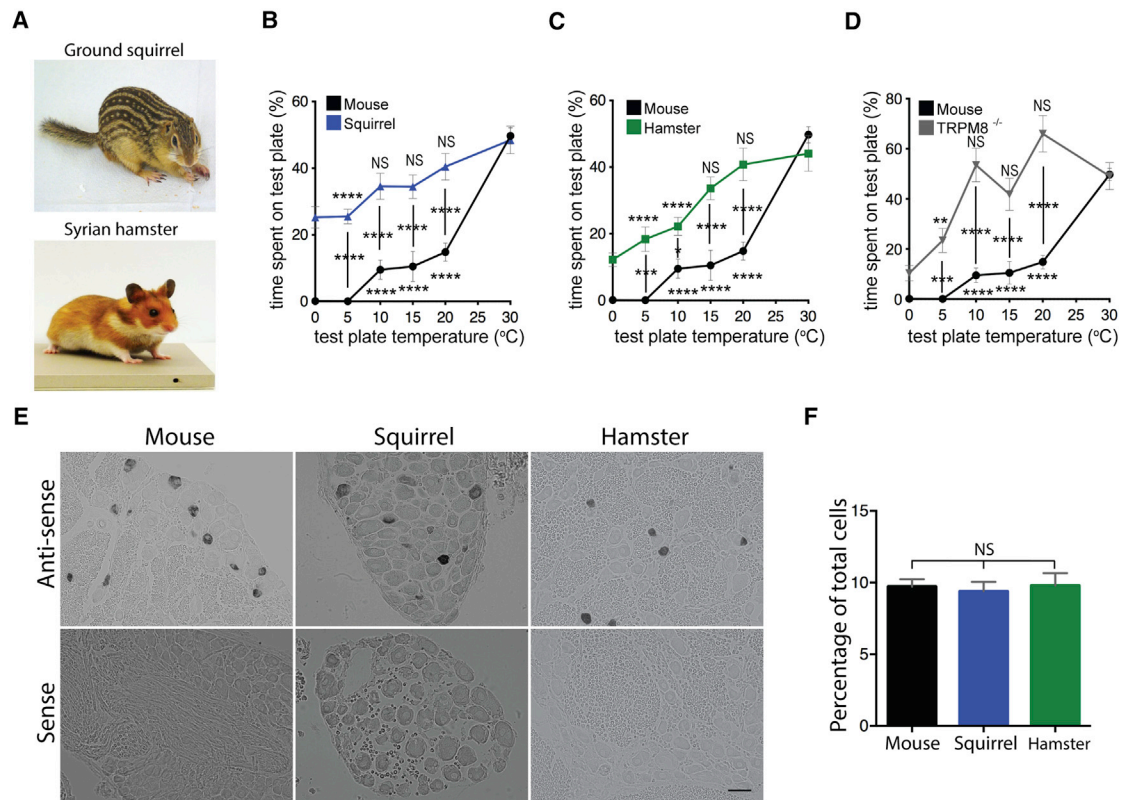 A
Ground squirrel
Syrian hamster
B
time spent on test plate (%)
60
40
20
0
Mouse
Squirrel
NS
NS
NS
****
****
****
****
****
****
****
****
0
5
10
15
20
25
30
test plate temperature (°C)
C
time spent on test plate (%)
60
40
20
0
Mouse
Hamster
NS
NS
****
****
****
****
***
*
****
****
****
0
5
10
15
20
25
30
test plate temperature (°C)
D
time spent on test plate (%)
80
60
40
20
0
Mouse
TRPM8 -/-
NS
NS
NS
**
****
****
****
***
****
****
****
0
5
10
15
20
25
30
test plate temperature (°C)
E
Mouse
Squirrel
Hamster
Anti-sense
Sense
F
Percentage of total cells
15
10
5
0
NS
Mouse
Squirrel
Hamster